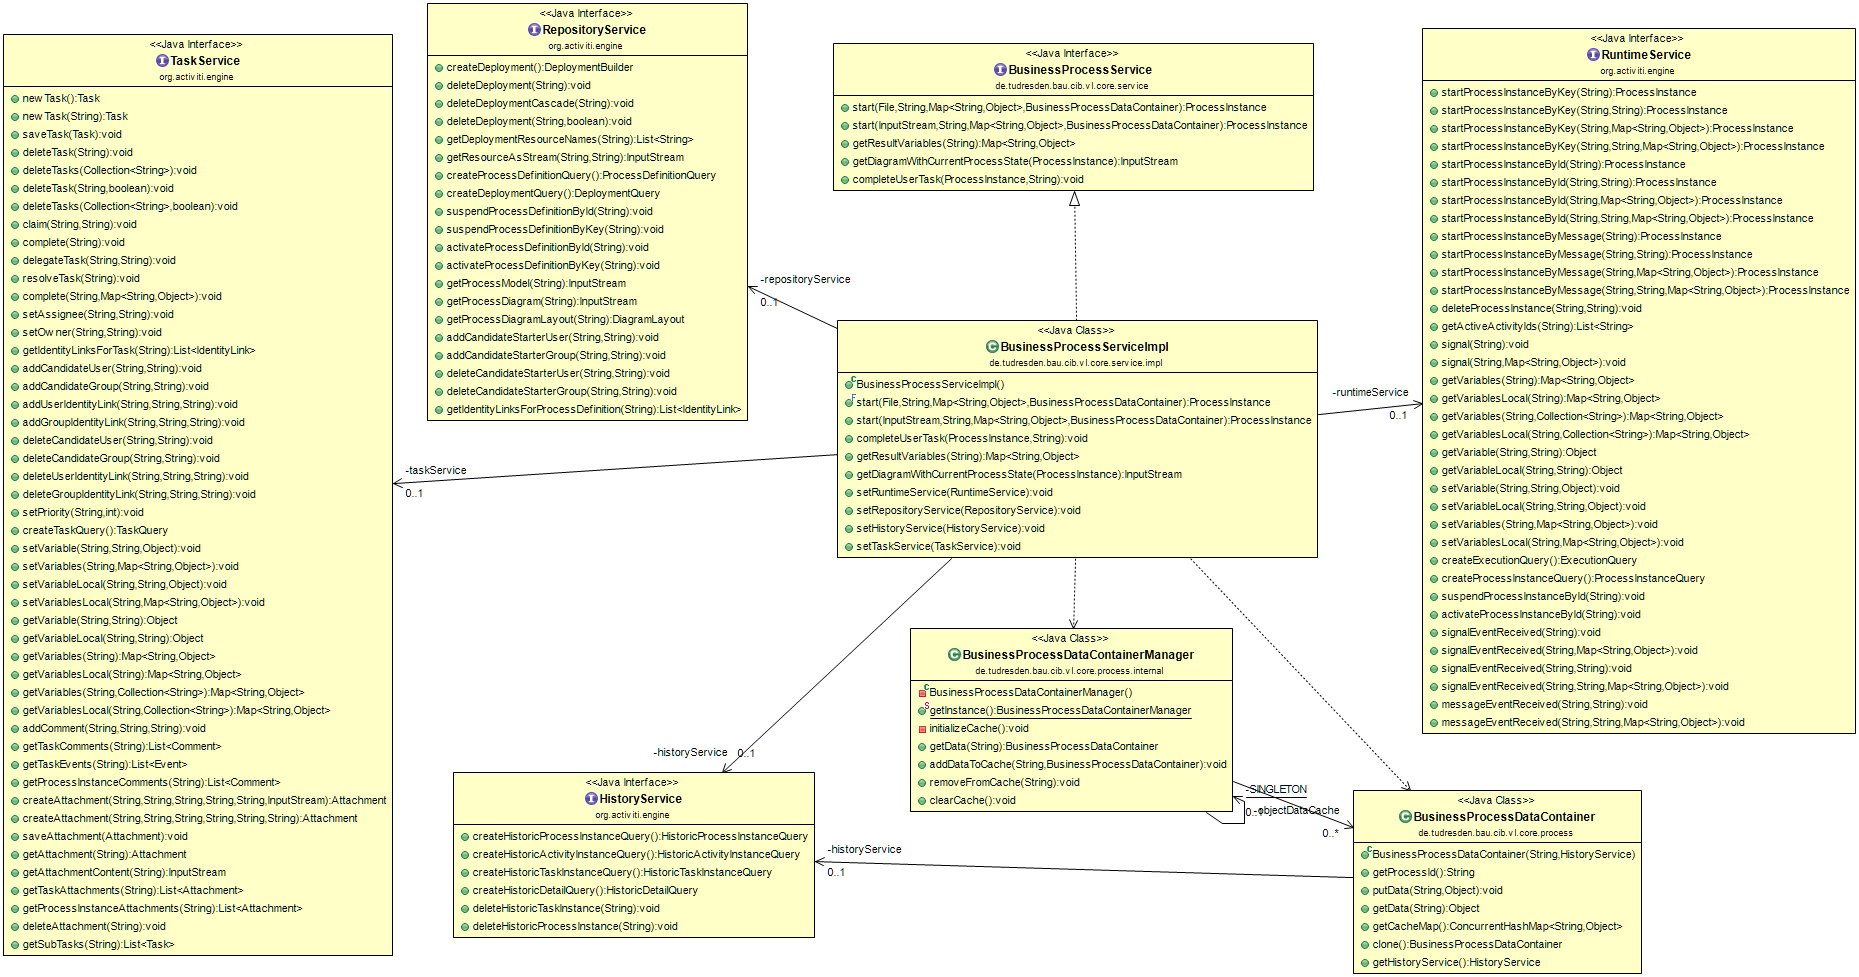 <<Java Interface>>
TaskService
org.activiti.engine
newTask():Task
newTask(String):Task
saveTask(Task):void
deleteTask(String):void
deleteTasks(Collection<String>):void
deleteTask(String,boolean):void
deleteTasks(Collection<String>,boolean):void
claim(String,String):void
complete(String):void
delegateTask(String,String):void
resolveTask(String):void
complete(String,Map<String,Object>):void
setAssignee(String,String):void
setOwner(String,String):void
getIdentityLinksForTask(String):List<IdentityLink>
addCandidateUser(String,String):void
addCandidateGroup(String,String):void
addUserIdentityLink(String,String,String):void
addGroupIdentityLink(String,String,String):void
deleteCandidateUser(String,String):void
deleteCandidateGroup(String,String):void
deleteUserIdentityLink(String,String,String):void
deleteGroupIdentityLink(String,String,String):void
setPriority(String,int):void
createTaskQuery():TaskQuery
setVariable(String,String,Object):void
setVariables(String,Map<String,Object>):void
setVariableLocal(String,String,Object):void
setVariablesLocal(String,Map<String,Object>):void
getVariable(String,String):Object
getVariableLocal(String,String):Object
getVariables(String):Map<String,Object>
getVariablesLocal(String):Map<String,Object>
getVariables(String,Collection<String>):Map<String,Object>
getVariablesLocal(String,Collection<String>):Map<String,Object>
addComment(String,String,String):void
getTaskComments(String):List<Comment>
getTaskEvents(String):List<Event>
getProcessInstanceComments(String):List<Comment>
createAttachment(String,String,String,String,String,InputStream):Attachment
createAttachment(String,String,String,String,String,String):Attachment
saveAttachment(Attachment):void
getAttachment(String):Attachment
getAttachmentContent(String):InputStream
getTaskAttachments(String):List<Attachment>
getProcessInstanceAttachments(String):List<Attachment>
deleteAttachment(String):void
getSubTasks(String):List<Task>
<<Java Interface>>
RepositoryService
org.activiti.engine
createDeployment():DeploymentBuilder
deleteDeployment(String):void
deleteDeploymentCascade(String):void
deleteDeployment(String,boolean):void
getDeploymentResourceNames(String):List<String>
getResourceAsStream(String,String):InputStream
createProcessDefinitionQuery():ProcessDefinitionQuery
createDeploymentQuery():DeploymentQuery
suspendProcessDefinitionById(String):void
suspendProcessDefinitionByKey(String):void
activateProcessDefinitionById(String):void
activateProcessDefinitionByKey(String):void
getProcessModel(String):InputStream
getProcessDiagram(String):InputStream
getProcessDiagramLayout(String):DiagramLayout
addCandidateStarterUser(String,String):void
addCandidateStarterGroup(String,String):void
deleteCandidateStarterUser(String,String):void
deleteCandidateStarterGroup(String,String):void
getIdentityLinksForProcessDefinition(String):List<IdentityLink>
<<Java Interface>>
BusinessProcessService
de.tudresden.bau.cib.vl.core.service
start(File,String,Map<String,Object>,BusinessProcessDataContainer):ProcessInstance
start(InputStream,String,Map<String,Object>,BusinessProcessDataContainer):ProcessInstance
getResultVariables(String):Map<String,Object>
getDiagramWithCurrentProcessState(ProcessInstance):InputStream
completeUserTask(ProcessInstance,String):void
<<Java Interface>>
RuntimeService
org.activiti.engine
startProcessInstanceByKey(String):ProcessInstance
startProcessInstanceByKey(String,String):ProcessInstance
startProcessInstanceByKey(String,Map<String,Object>):ProcessInstance
startProcessInstanceByKey(String,String,Map<String,Object>):ProcessInstance
startProcessInstanceById(String):ProcessInstance
startProcessInstanceById(String,String):ProcessInstance
startProcessInstanceById(String,Map<String,Object>):ProcessInstance
startProcessInstanceById(String,String,Map<String,Object>):ProcessInstance
startProcessInstanceByMessage(String):ProcessInstance
startProcessInstanceByMessage(String,String):ProcessInstance
startProcessInstanceByMessage(String,Map<String,Object>):ProcessInstance
startProcessInstanceByMessage(String,String,Map<String,Object>):ProcessInstance
deleteProcessInstance(String,String):void
getActiveActivityIds(String):List<String>
signal(String):void
signal(String,Map<String,Object>):void
getVariables(String):Map<String,Object>
getVariablesLocal(String):Map<String,Object>
getVariables(String,Collection<String>):Map<String,Object>
getVariablesLocal(String,Collection<String>):Map<String,Object>
getVariable(String,String):Object
getVariableLocal(String,String):Object
setVariable(String,String,Object):void
setVariableLocal(String,String,Object):void
setVariables(String,Map<String,Object>):void
setVariablesLocal(String,Map<String,Object>):void
createExecutionQuery():ExecutionQuery
createProcessInstanceQuery():ProcessInstanceQuery
suspendProcessInstanceById(String):void
activateProcessInstanceById(String):void
signalEventReceived(String):void
signalEventReceived(String,Map<String,Object>):void
signalEventReceived(String,String):void
signalEventReceived(String,String,Map<String,Object>):void
messageEventReceived(String,String):void
messageEventReceived(String,String,Map<String,Object>):void
-repositoryService
0..1
-runtimeService
0..1
-taskService
0..1
<<Java Class>>
BusinessProcessServiceImpl
de.tudresden.bau.cib.vl.core.service.impl
BusinessProcessServiceImpl()
start(File,String,Map<String,Object>,BusinessProcessDataContainer):ProcessInstance
start(InputStream,String,Map<String,Object>,BusinessProcessDataContainer):ProcessInstance
completeUserTask(ProcessInstance,String):void
getResultVariables(String):Map<String,Object>
getDiagramWithCurrentProcessState(ProcessInstance):InputStream
setRuntimeService(RuntimeService):void
setRepositoryService(RepositoryService):void
setHistoryService(HistoryService):void
setTaskService(TaskService):void
<<Java Class>>
BusinessProcessDataContainerManager
de.tudresden.bau.cib.vl.core.process.internal
BusinessProcessDataContainerManager()
getInstance():BusinessProcessDataContainerManager
initializeCache():void
getData(String):BusinessProcessDataContainer
addDataToCache(String,BusinessProcessDataContainer):void
removeFromCache(String):void
clearCache():void
-SINGLETON
0..1
-objectDataCache
0..*
-historyService
0..1
<<Java Interface>>
HistoryService
org.activiti.engine
createHistoricProcessInstanceQuery():HistoricProcessInstanceQuery
createHistoricActivityInstanceQuery():HistoricActivityInstanceQuery
createHistoricTaskInstanceQuery():HistoricTaskInstanceQuery
createHistoricDetailQuery():HistoricDetailQuery
deleteHistoricTaskInstance(String):void
deleteHistoricProcessInstance(String):void
-historyService
0..1
<<Java Class>>
BusinessProcessDataContainer
de.tudresden.bau.cib.vl.core.process
BusinessProcessDataContainer(String,HistoryService)
getProcessId():String
putData(String,Object):void
getData(String):Object
getCacheMap():ConcurrentHashMap<String,Object>
clone():BusinessProcessDataContainer
getHistoryService():HistoryService